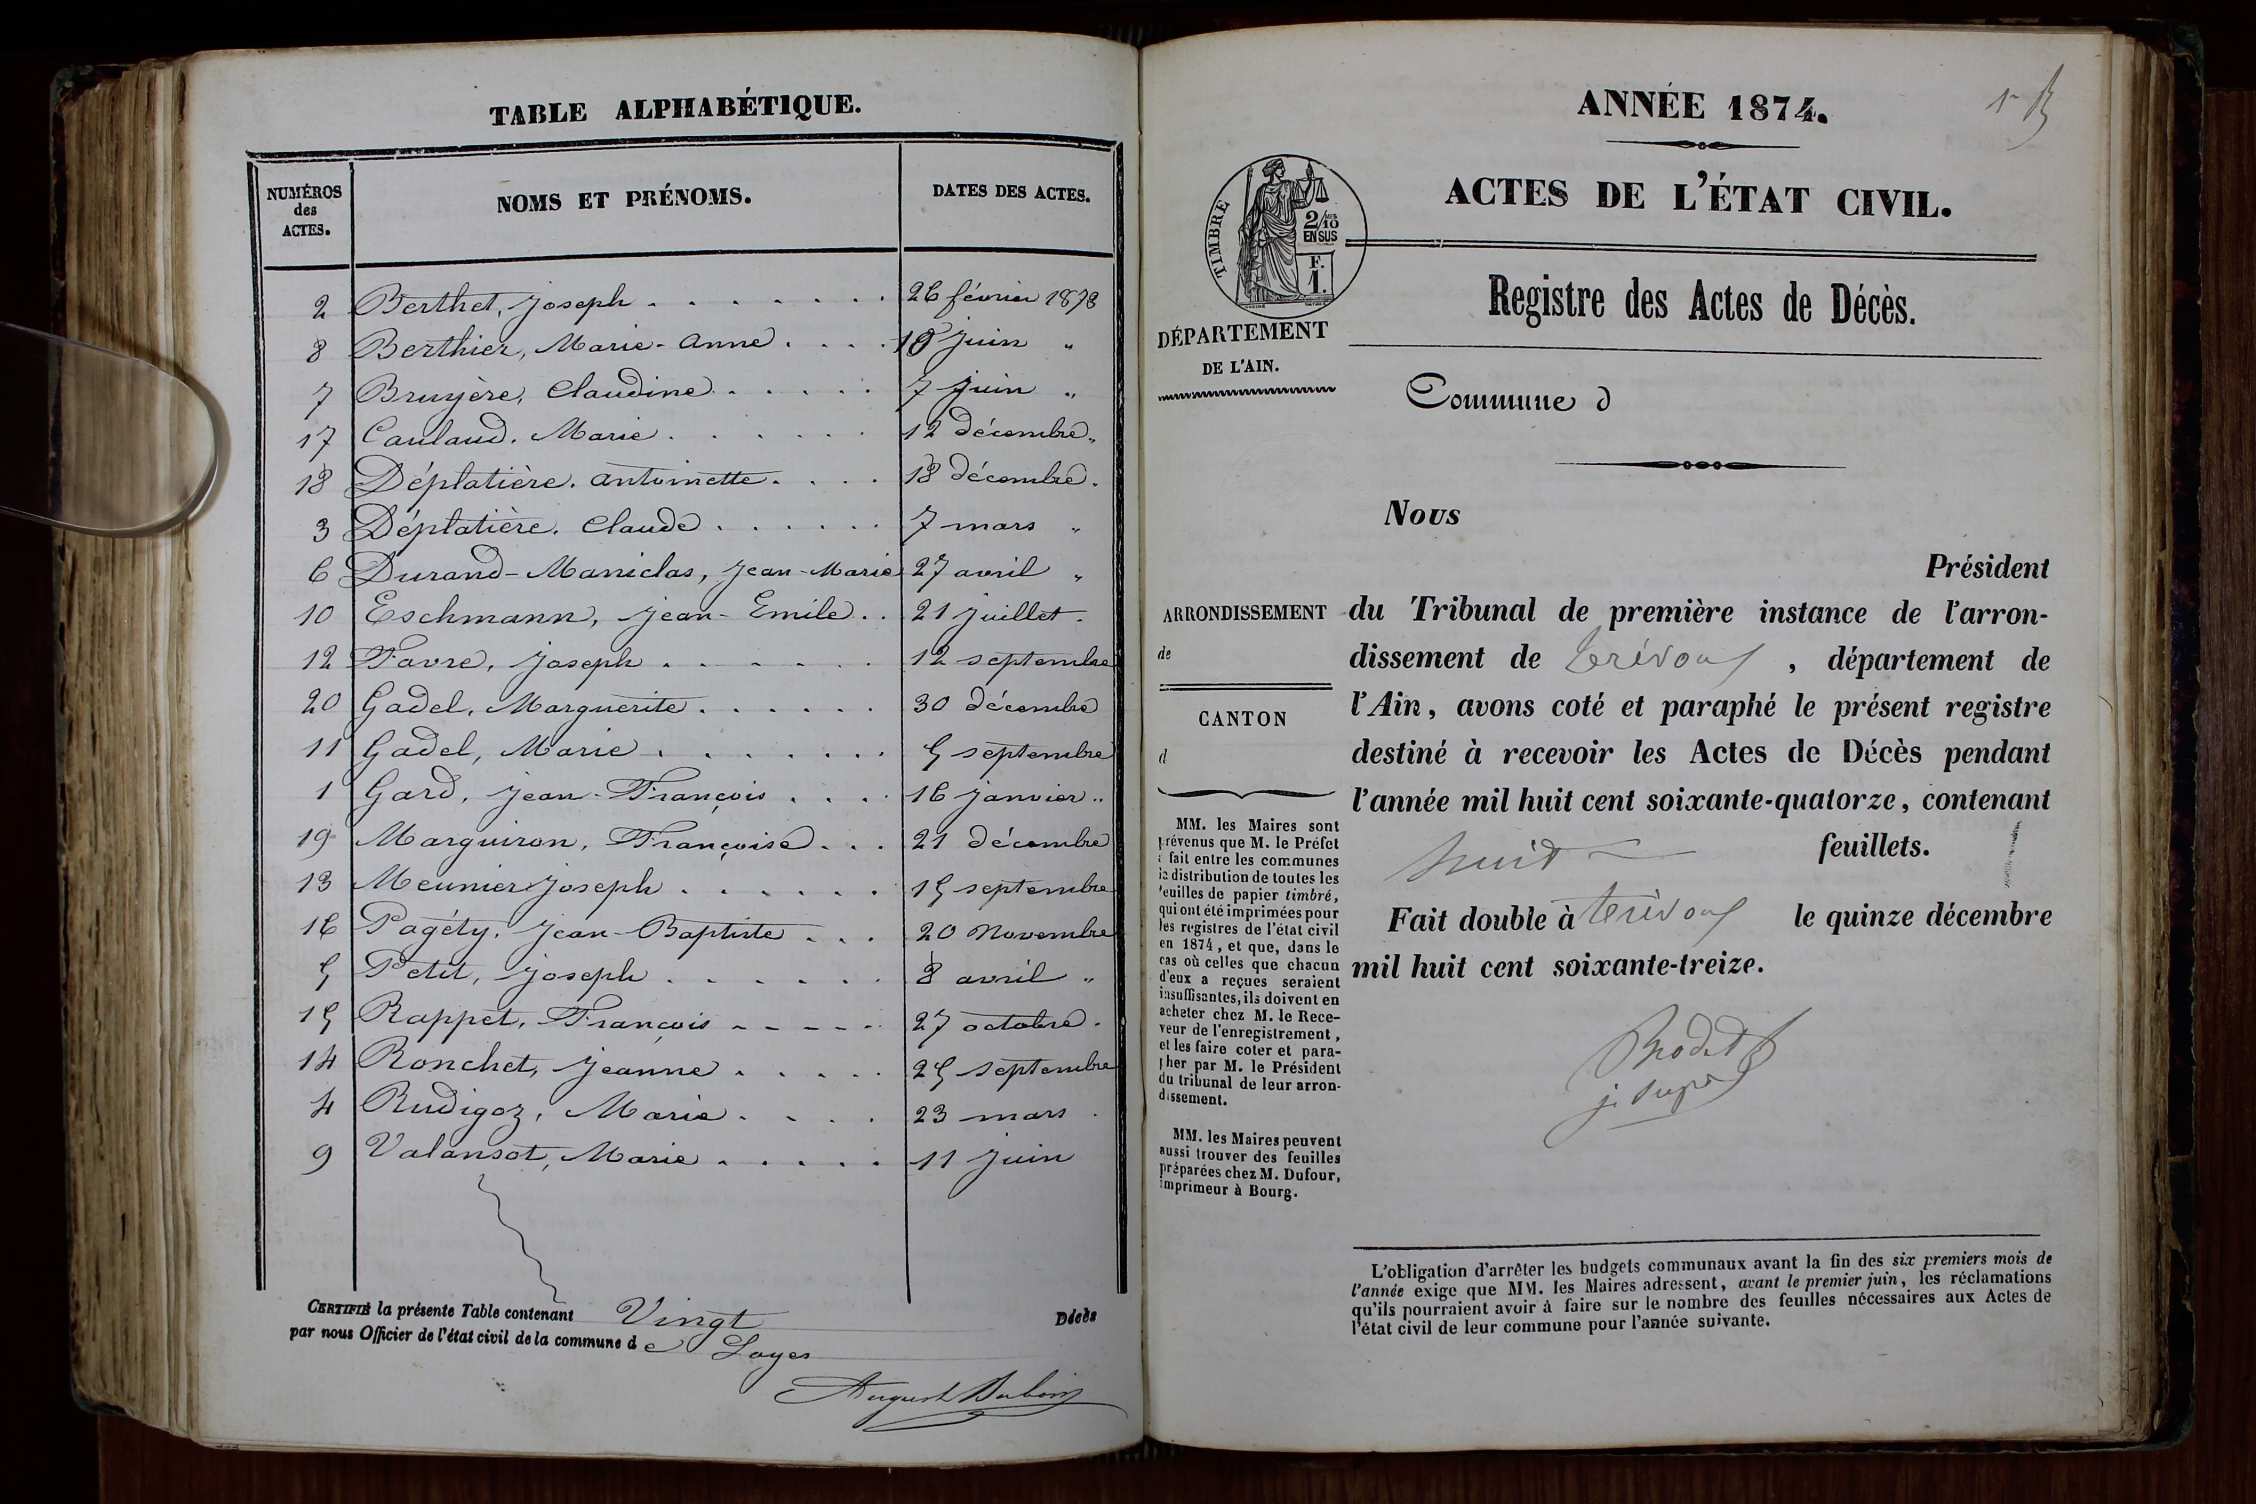 TABLE ALPHABÉTIQUE.
NUMÉROS
des
ACTES.
NOMS ET PRÉNOMS.
DATES DES ACTES.
2 Berthet, Joseph . . . . . . . 26 février 1873
8 Berthier, Marie-Anne . . . . 10 juin "
7 Bruyère, Claudine . . . . . 7 juin "
17 Caulaud, Marie . . . . . . 12 décembre "
18 Déplatière. Antoinette . . . . 18 décembre.
3 Déplatière. Claude . . . . . . 7 mars "
6 Durand-Maniclas, Jean-Marie 27 avril "
10 Eschmann, Jean-Emile . . 21 juillet .
12 Favre, Joseph . . . . . . 12 septembre
20 Gadel, Marguerite . . . . . . 30 décembre
11 Gadel, Marie . . . . . . . 5 septembre
1 Gard, Jean-François . . . . 16 janvier "
19 Marguiron, Françoise . . . 21 décembre
13 Meunier Joseph . . . . . . 15 septembre
16 Pagéty, Jean-Baptiste . . . 20 Novembre
5 Petit, Joseph . . . . . . 8 avril "
15 Rappet, François - - - - - 27 octobre .
14 Ronchet, Jeanne . . . . . 25 septembre
4 Rudigoz, Marie . . . . 23 mars .
9 Valansot, Marie . . . . . 11 juin
CERTIFIÉ la présente Table contenant Vingt Décès
par nous Officier de l'état civil de la commune de Loyes
August Dubois
ANNÉE 1874.
ACTES DE L'ÉTAT CIVIL.
TIMBRE
2/10
EN SUS
F.
1.
Registre des Actes de Décès.
DÉPARTEMENT
DE L'AIN.
Commune d
Nous
Président
ARRONDISSEMENT
de
CANTON
d
du Tribunal de première instance de l'arron-
dissement de Trévoux, département de
l'Ain, avons coté et paraphé le présent registre
destiné à recevoir les Actes de Décès pendant
l'année mil huit cent soixante-quatorze, contenant
huit feuillets.
Fait double à Trévoux le quinze décembre
mil huit cent soixante-treize.
MM. les Maires sont
prévenus que M. le Préfet
a fait entre les communes
la distribution de toutes les
feuilles de papier timbré,
qui ont été imprimées pour
les registres de l'état civil
en 1874, et que, dans le
cas où celles que chacun
d'eux a reçues seraient
insuffisantes, ils doivent en
acheter chez M. le Rece-
veur de l'enregistrement,
et les faire coter et para-
pher par M. le Président
du tribunal de leur arron-
dissement.
MM. les Maires peuvent
aussi trouver des feuilles
préparées chez M. Dufour,
imprimeur à Bourg.
L'obligation d'arrêter les budgets communaux avant la fin des six premiers mois de
l'année exige que MM. les Maires adressent, avant le premier juin, les réclamations
qu'ils pourraient avoir à faire sur le nombre des feuilles nécessaires aux Actes de
l'état civil de leur commune pour l'année suivante.